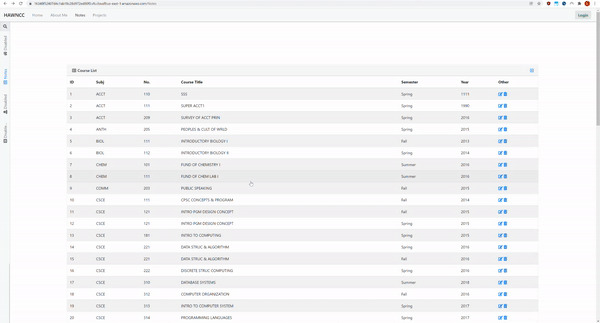 HAWNCC Home About Me Notes Projects Login
Disabled
Notes
Disabled
Course List
ID Subj No. Course Title Semester Year Other
1 ACCT 110 SSS Spring 1111
2 ACCT 111 SUPER ACCT1 Spring 1990
3 ACCT 209 SURVEY OF ACCT PRIN Spring 2016
4 ANTH 205 PEOPLES & CULT OF WRLD Spring 2015
5 BIOL 111 INTRODUCTORY BIOLOGY I Fall 2013
6 BIOL 112 INTRODUCTORY BIOLOGY II Spring 2014
7 CHEM 101 FUND OF CHEMISTRY I Summer 2016
8 CHEM 111 FUND OF CHEM LAB I Summer 2016
9 COMM 203 PUBLIC SPEAKING Fall 2015
10 CSCE 111 CPSC CONCEPTS & PROGRAM Fall 2014
11 CSCE 121 INTRO PGM DESIGN CONCEPT Fall 2015
12 CSCE 121 INTRO PGM DESIGN CONCEPT Spring 2015
13 CSCE 181 INTRO TO COMPUTING Spring 2015
14 CSCE 221 DATA STRUC & ALGORITHM Spring 2016
15 CSCE 221 DATA STRUC & ALGORITHM Fall 2016
16 CSCE 222 DISCRETE STRUC COMPUTING Spring 2016
17 CSCE 310 DATABASE SYSTEMS Summer 2018
18 CSCE 312 COMPUTER ORGANIZATION Fall 2016
19 CSCE 315 INTRO TO COMPUTER SYSTEM Spring 2017
20 CSCE 314 PROGRAMMING LANGUAGES Spring 2017